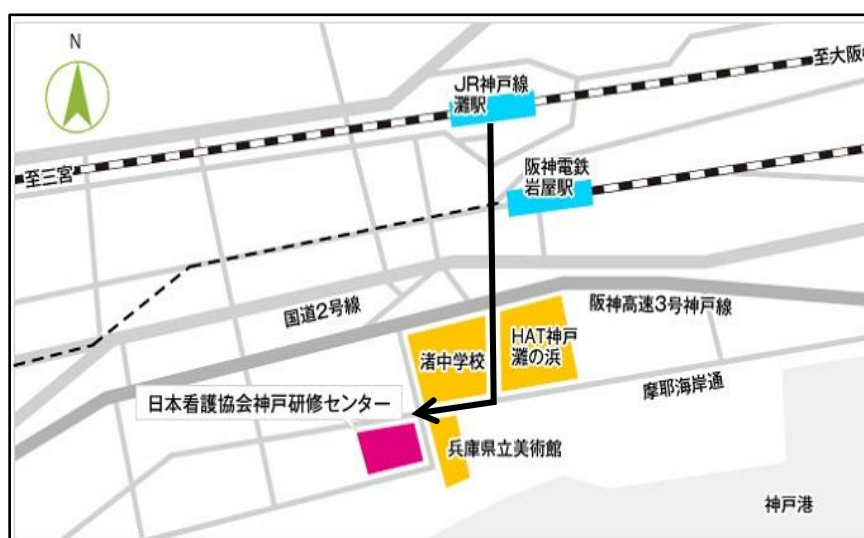 N
JR神戸線
灘駅
至大阪
至三宮
阪神電鉄
岩屋駅
国道2号線
阪神高速3号神戸線
渚中学校
HAT神戸
灘の浜
摩耶海岸通
日本看護協会神戸研修センター
兵庫県立美術館
神戸港